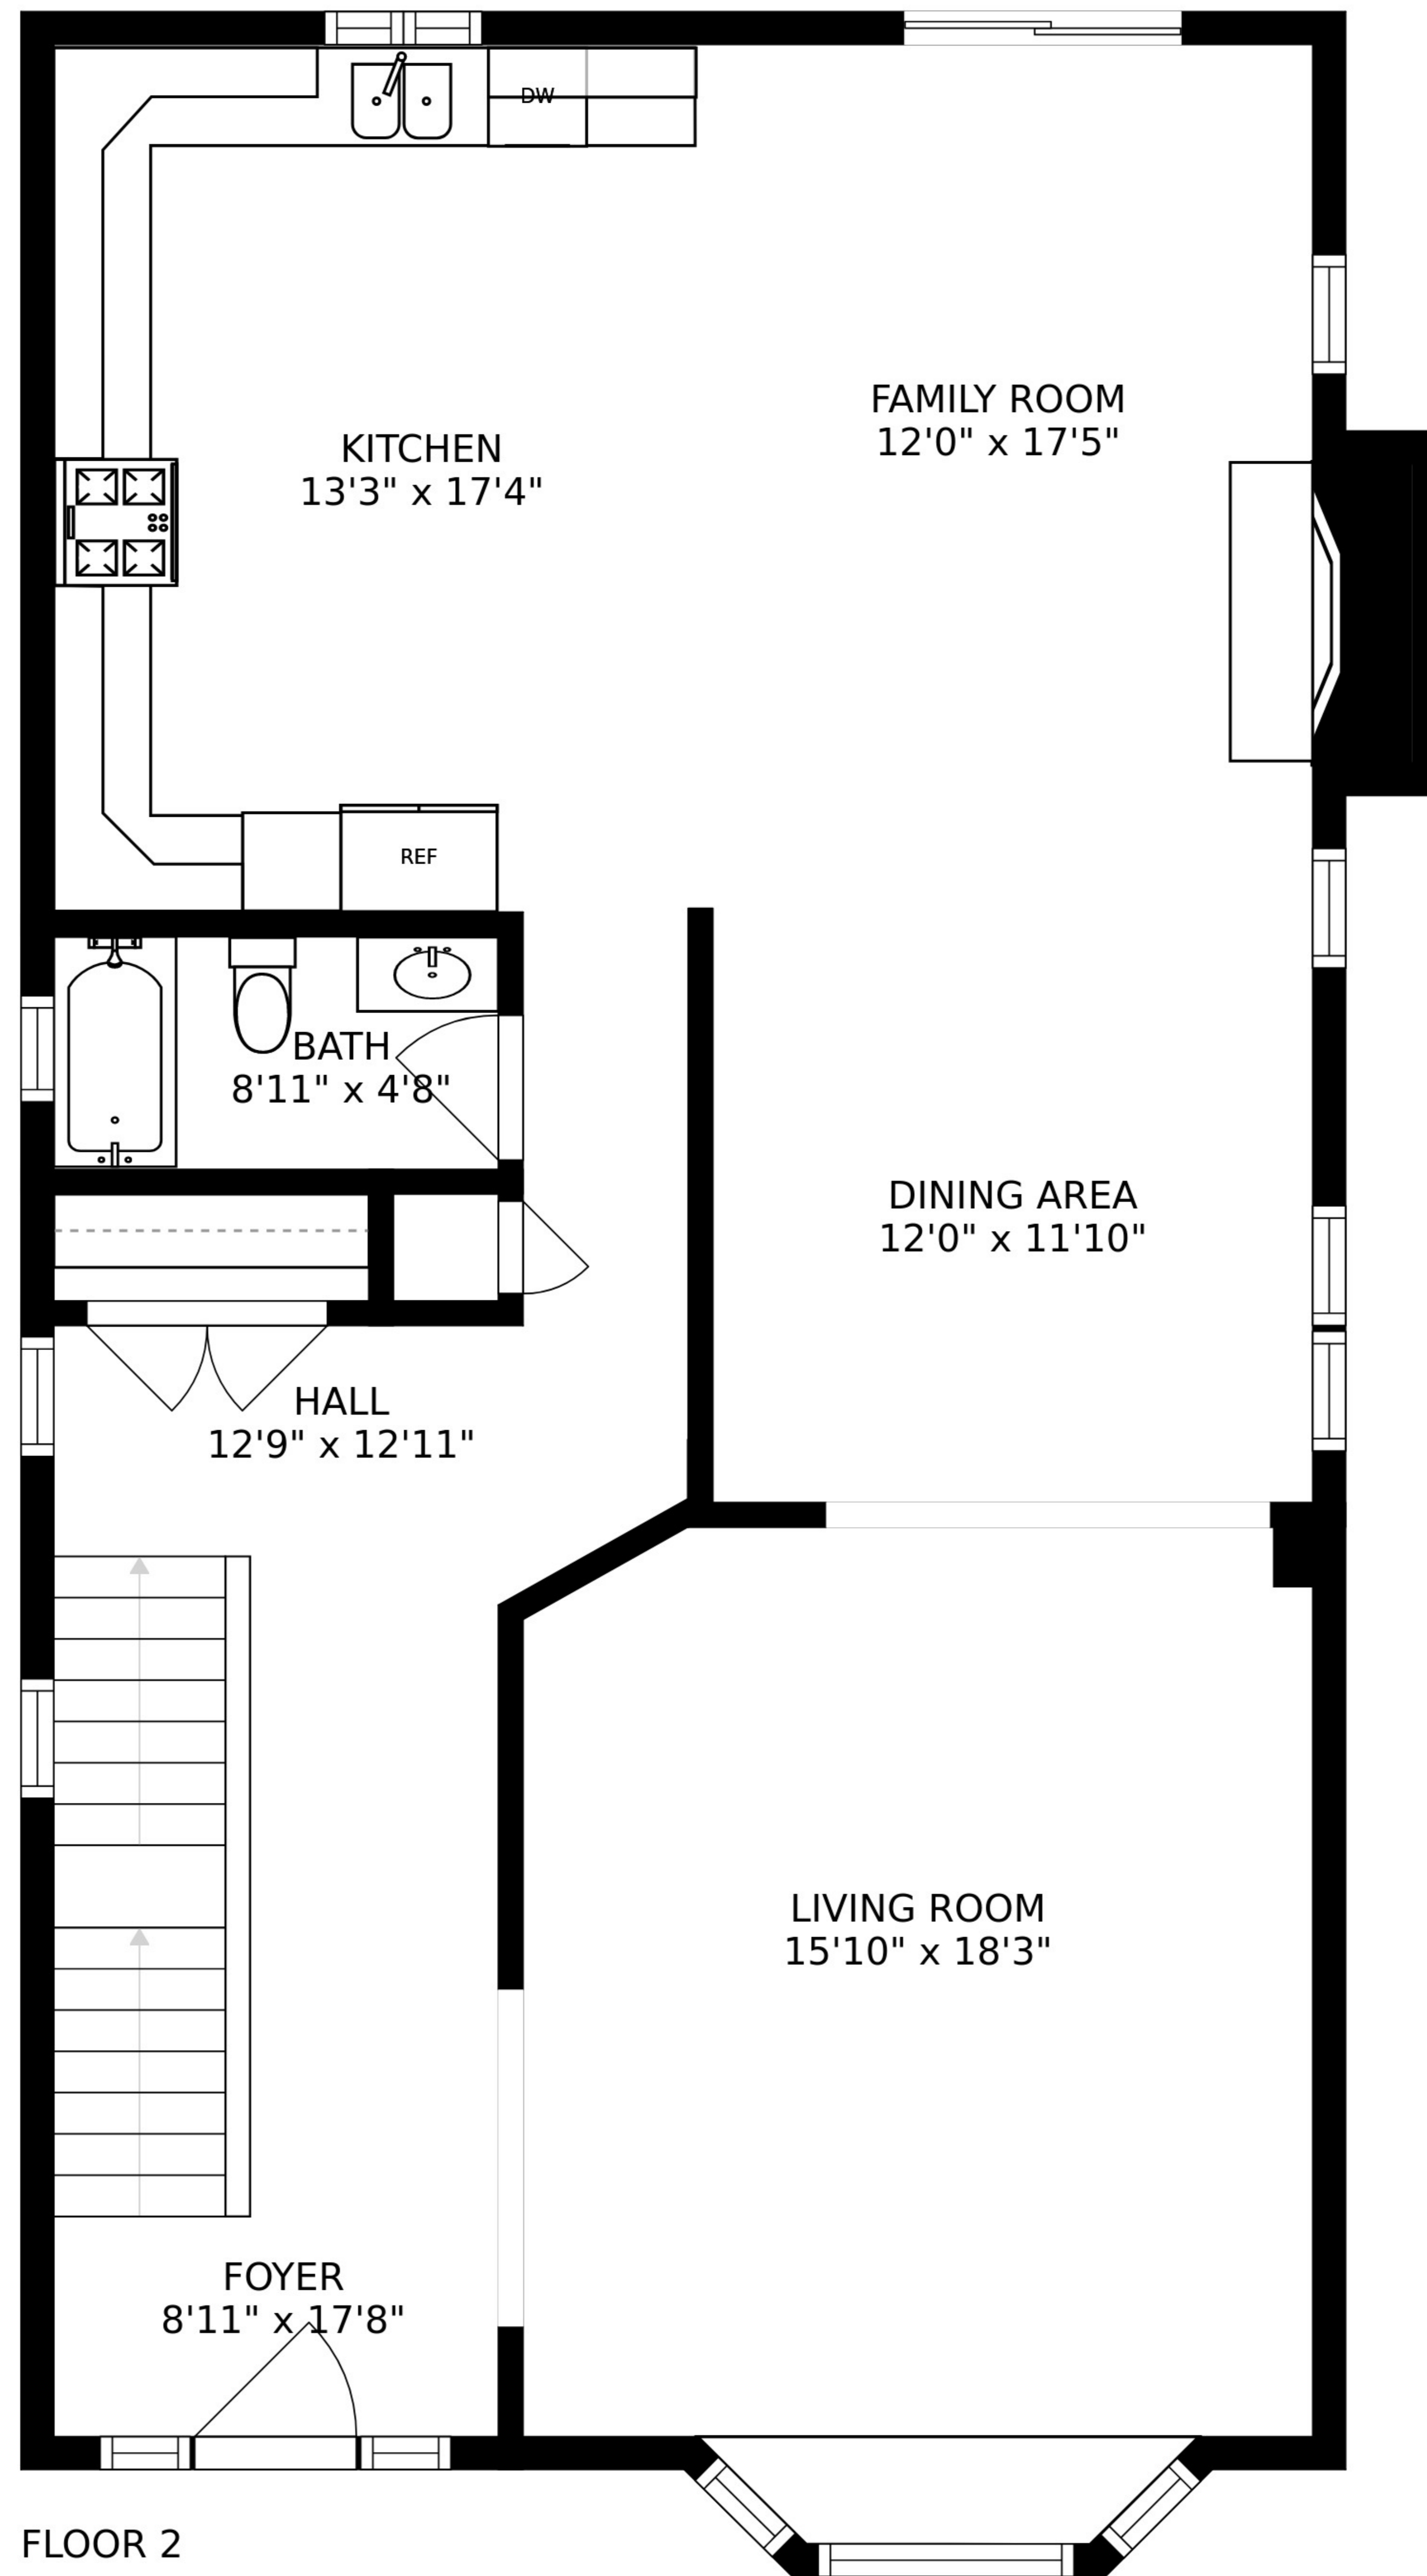 DW
FAMILY ROOM
12'0" x 17'5"
KITCHEN
13'3" x 17'4"
REF
BATH
8'11" x 4'8"
DINING AREA
12'0" x 11'10"
HALL
12'9" x 12'11"
LIVING ROOM
15'10" x 18'3"
FOYER
8'11" x 17'8"
FLOOR 2